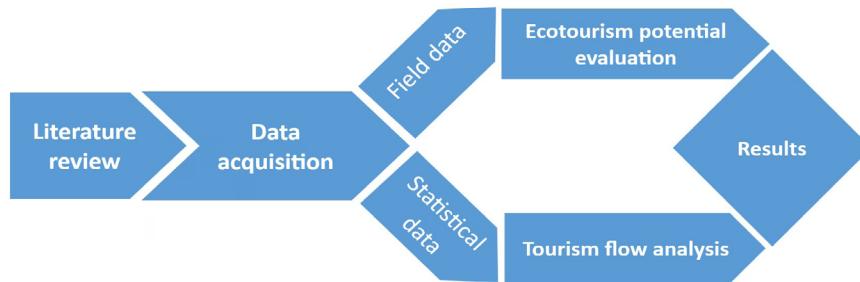 Literature
review
Data
acquisition
Field data
Ecotourism potential
evaluation
Statistical
data
Tourism flow analysis
Results